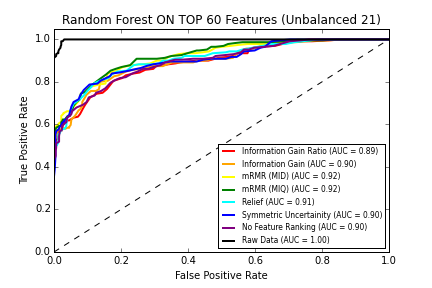 Random Forest ON TOP 60 Features (Unbalanced 21)
True Positive Rate
1.0
0.8
0.6
0.4
0.2
0.0
Information Gain Ratio (AUC = 0.89)
Information Gain (AUC = 0.90)
mRMR (MID) (AUC = 0.92)
mRMR (MIQ) (AUC = 0.92)
Relief (AUC = 0.91)
Symmetric Uncertainity (AUC = 0.90)
No Feature Ranking (AUC = 0.90)
Raw Data (AUC = 1.00)
0.0 0.2 0.4 0.6 0.8 1.0
False Positive Rate